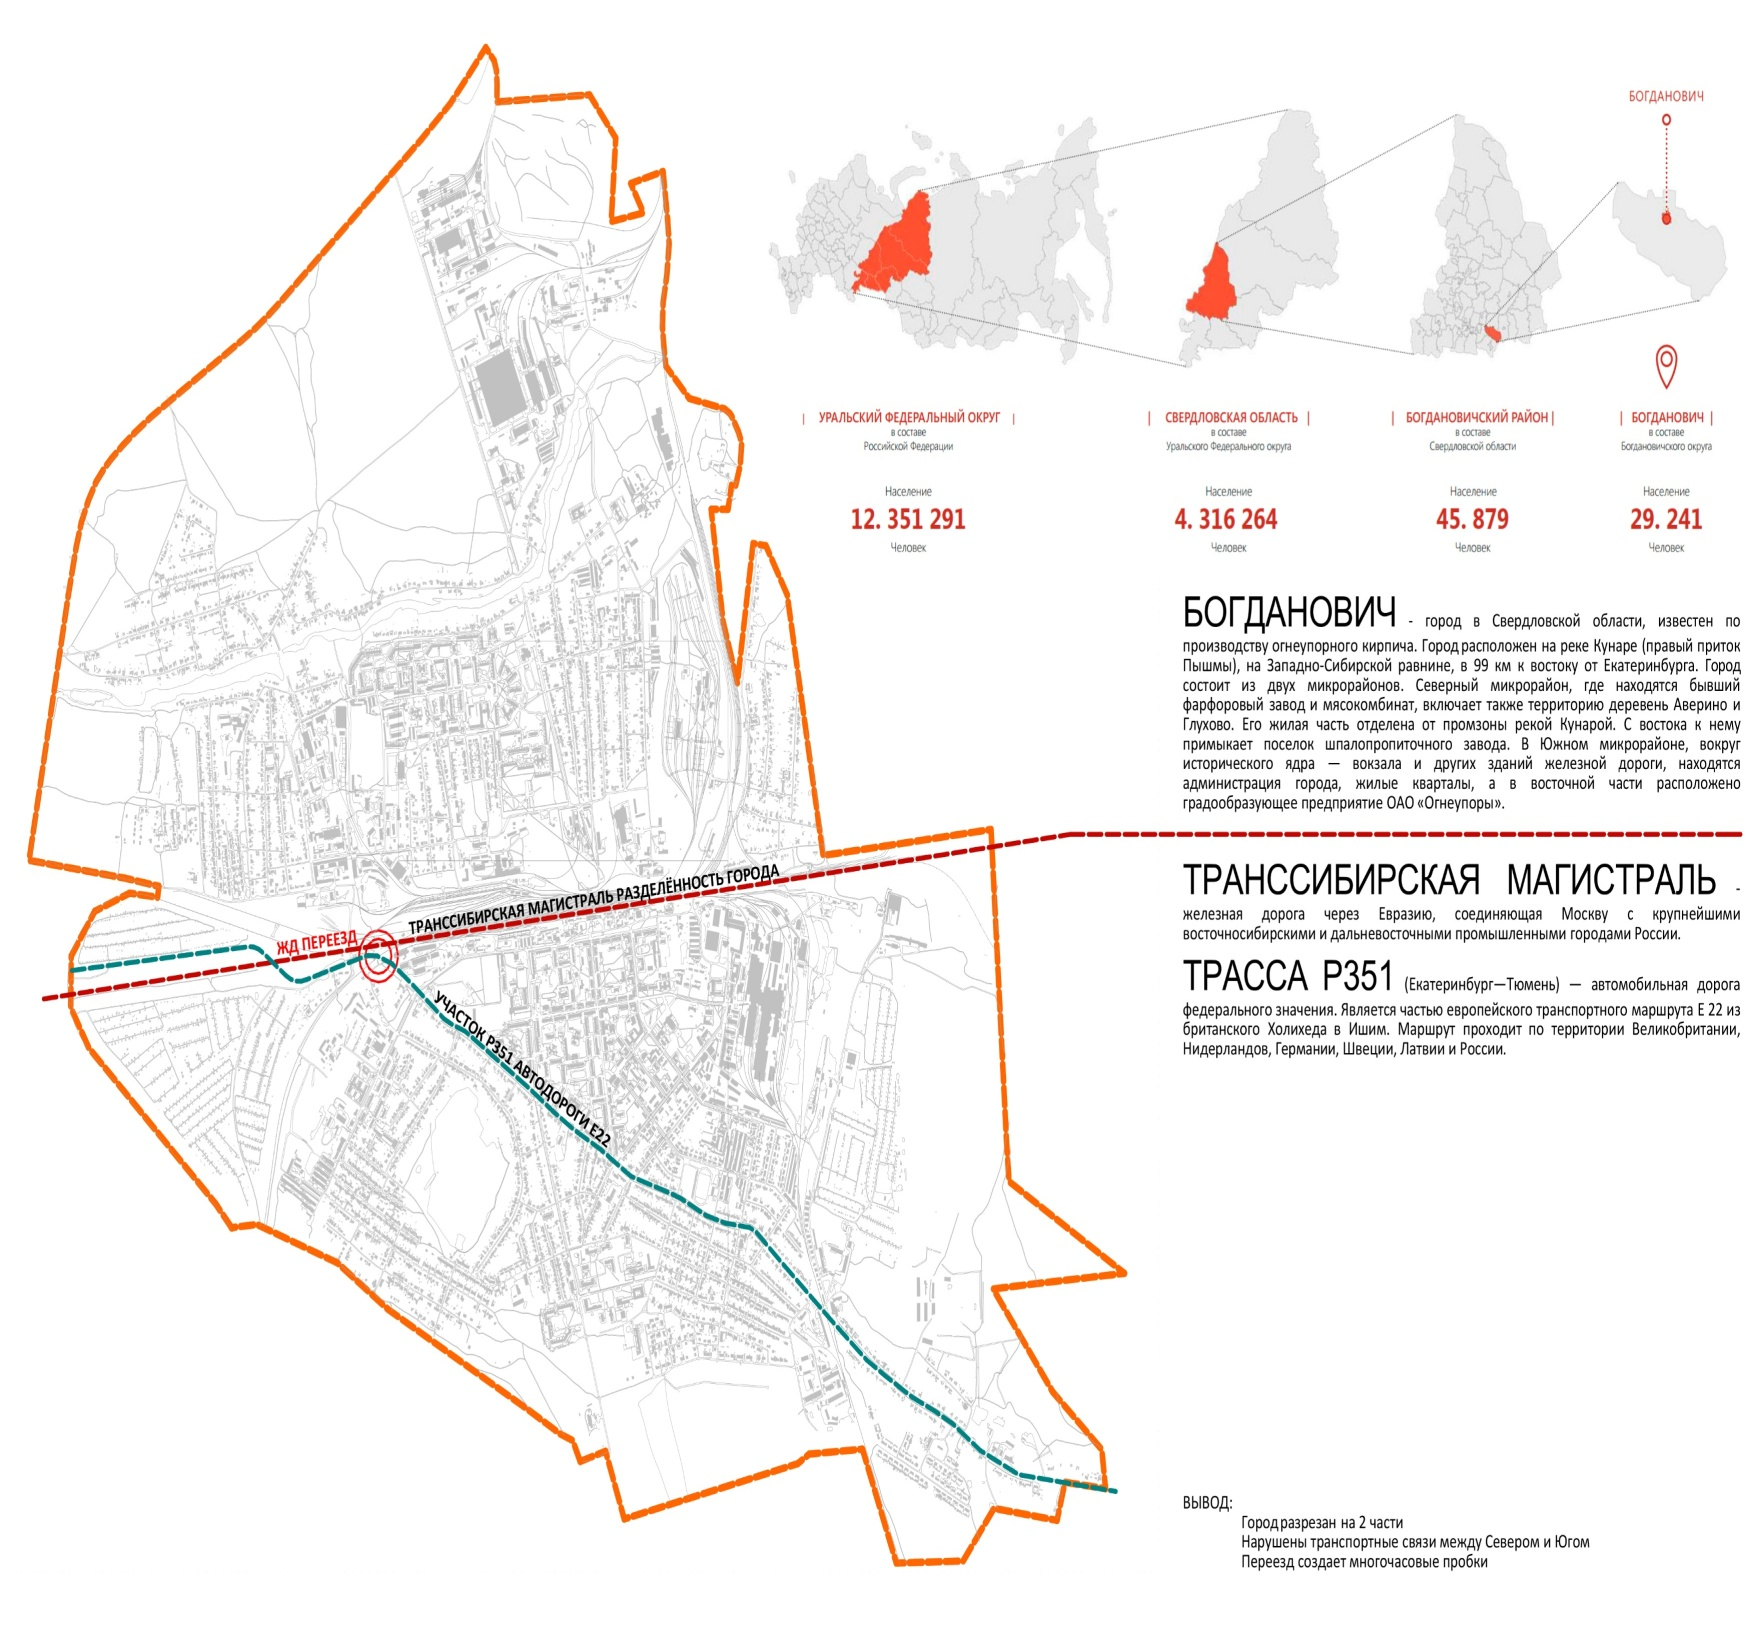 БОГДАНОВИЧ
| УРАЛЬСКИЙ ФЕДЕРАЛЬНЫЙ ОКРУГ |
в составе
Российской Федерации
Население
12. 351 291
Человек
| СВЕРДЛОВСКАЯ ОБЛАСТЬ |
в составе
Уральского Федерального округа
Население
4. 316 264
Человек
| БОГДАНОВИЧСКИЙ РАЙОН |
в составе
Свердловской области
Население
45. 879
Человек
| БОГДАНОВИЧ |
в составе
Богдановичского округа
Население
29. 241
Человек
БОГДАНОВИЧ - город в Свердловской области, известен по
производству огнеупорного кирпича. Город расположен на реке Кунаре (правый приток
Пышмы), на Западно-Сибирской равнине, в 99 км к востоку от Екатеринбурга. Город
состоит из двух микрорайонов. Северный микрорайон, где находятся бывший
фарфоровый завод и мясокомбинат, включает также территорию деревень Аверино и
Глухово. Его жилая часть отделена от промзоны рекой Кунарой. С востока к нему
примыкает поселок шпалопропиточного завода. В Южном микрорайоне, вокруг
исторического ядра — вокзала и других зданий железной дороги, находятся
администрация города, жилые кварталы, а в восточной части расположено
градообразующее предприятие ОАО «Огнеупоры».
ТРАНССИБИРСКАЯ МАГИСТРАЛЬ -
железная дорога через Евразию, соединяющая Москву с крупнейшими
восточносибирскими и дальневосточными промышленными городами России.
ТРАССА Р351 (Екатеринбург—Тюмень) — автомобильная дорога
федерального значения. Является частью европейского транспортного маршрута Е 22 из
британского Холихеда в Ишим. Маршрут проходит по территории Великобритании,
Нидерландов, Германии, Швеции, Латвии и России.
ТРАНССИБИРСКАЯ МАГИСТРАЛЬ РАЗДЕЛЁННОСТЬ ГОРОДА
ЖД ПЕРЕЕЗД
УЧАСТОК Р351 АВТОДОРОГИ Е22
ВЫВОД:
Город разрезан на 2 части
Нарушены транспортные связи между Севером и Югом
Переезд создает многочасовые пробки